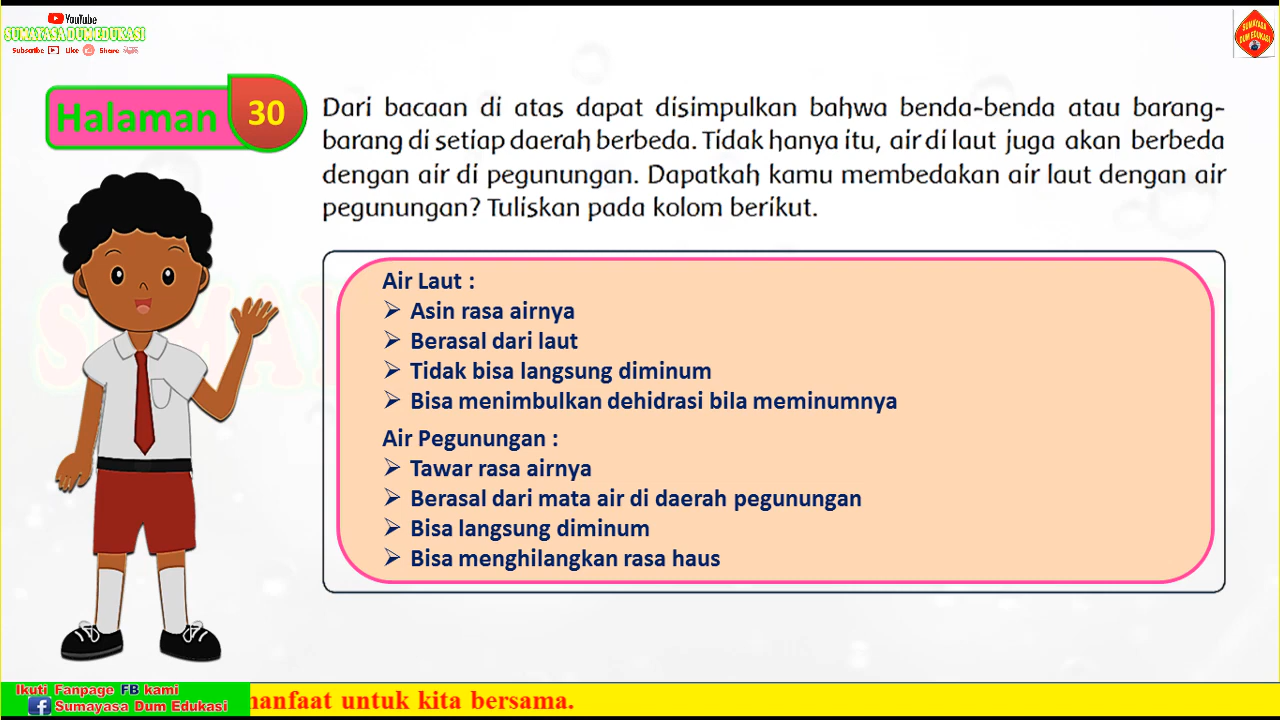 YouTube
SUMAYASA DUM EDUKASI
Subscribe Like Share
SUMAYASA
DUM EDUKASI
Halaman 30
Dari bacaan di atas dapat disimpulkan bahwa benda-benda atau barang-
barang di setiap daerah berbeda. Tidak hanya itu, air di laut juga akan berbeda
dengan air di pegunungan. Dapatkah kamu membedakan air laut dengan air
pegunungan? Tuliskan pada kolom berikut.
Air Laut :
➢ Asin rasa airnya
➢ Berasal dari laut
➢ Tidak bisa langsung diminum
➢ Bisa menimbulkan dehidrasi bila meminumnya
Air Pegunungan :
➢ Tawar rasa airnya
➢ Berasal dari mata air di daerah pegunungan
➢ Bisa langsung diminum
➢ Bisa menghilangkan rasa haus
Ikuti Fanpage FB kami
Sumayasa Dum Edukasi
manfaat untuk kita bersama.